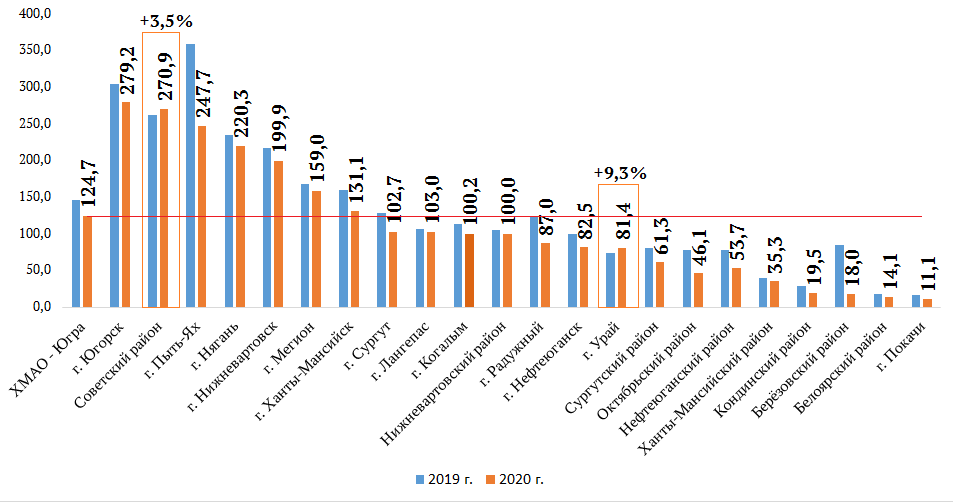 400,0
350,0
300,0
250,0
200,0
150,0
100,0
50,0
0,0
+3,5%
+9,3%
124,7
279,2
270,9
247,7
220,3
199,9
159,0
131,1
102,7
103,0
100,2
100,0
87,0
82,5
81,4
61,3
46,1
53,7
35,3
19,5
18,0
14,1
11,1
ХМАО - Югра
г. Югорск
Советский район
г. Пыть-Ях
г. Нягань
г. Нижневартовск
г. Мегион
г. Ханты-Мансийск
г. Сургут
г. Лангепас
г. Когалым
Нижневартовский район
г. Радужный
г. Нефтеюганск
г. Урай
Сургутский район
Октябрьский район
Нефтеюганский район
Ханты-Мансийский район
Кондинский район
Берёзовский район
Белоярский район
г. Покачи
2019 г.
2020 г.